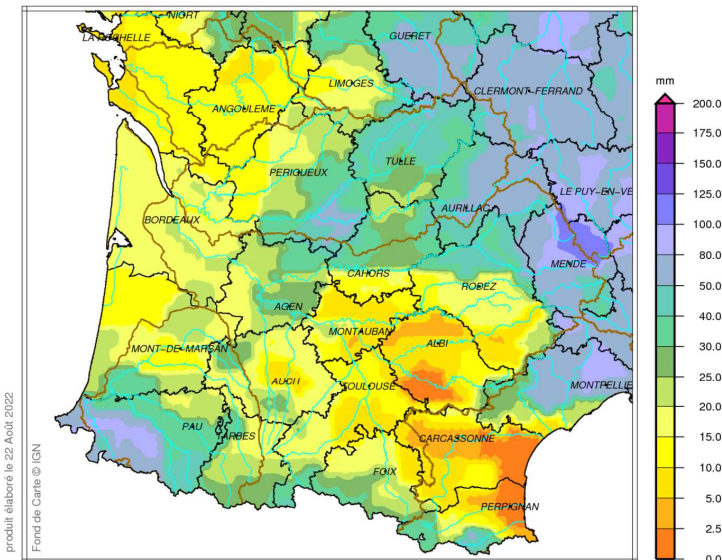 NIORT
LA ROCHELLE
GUERET
LIMOGES
CLERMONT-FERRAND
ANGOULEME
TULLE
PERIGUEUX
LE PUY-EN-VE
AURILLAC
BORDEAUX
MENDE
CAHORS
RODEZ
AGEN
MONTAUBAN
ALBI
MONT-DE-MARSAN
AUCH
TOULOUSE
MONTPELLIE
PAU
ARBES
CARCASSONNE
FOIX
PERPIGNAN
mm
200.0
175.0
150.0
125.0
100.0
80.0
50.0
40.0
30.0
20.0
15.0
10.0
5.0
2.5
0.0
produit élaboré le 22 Août 2022
Fond de Carte © IGN